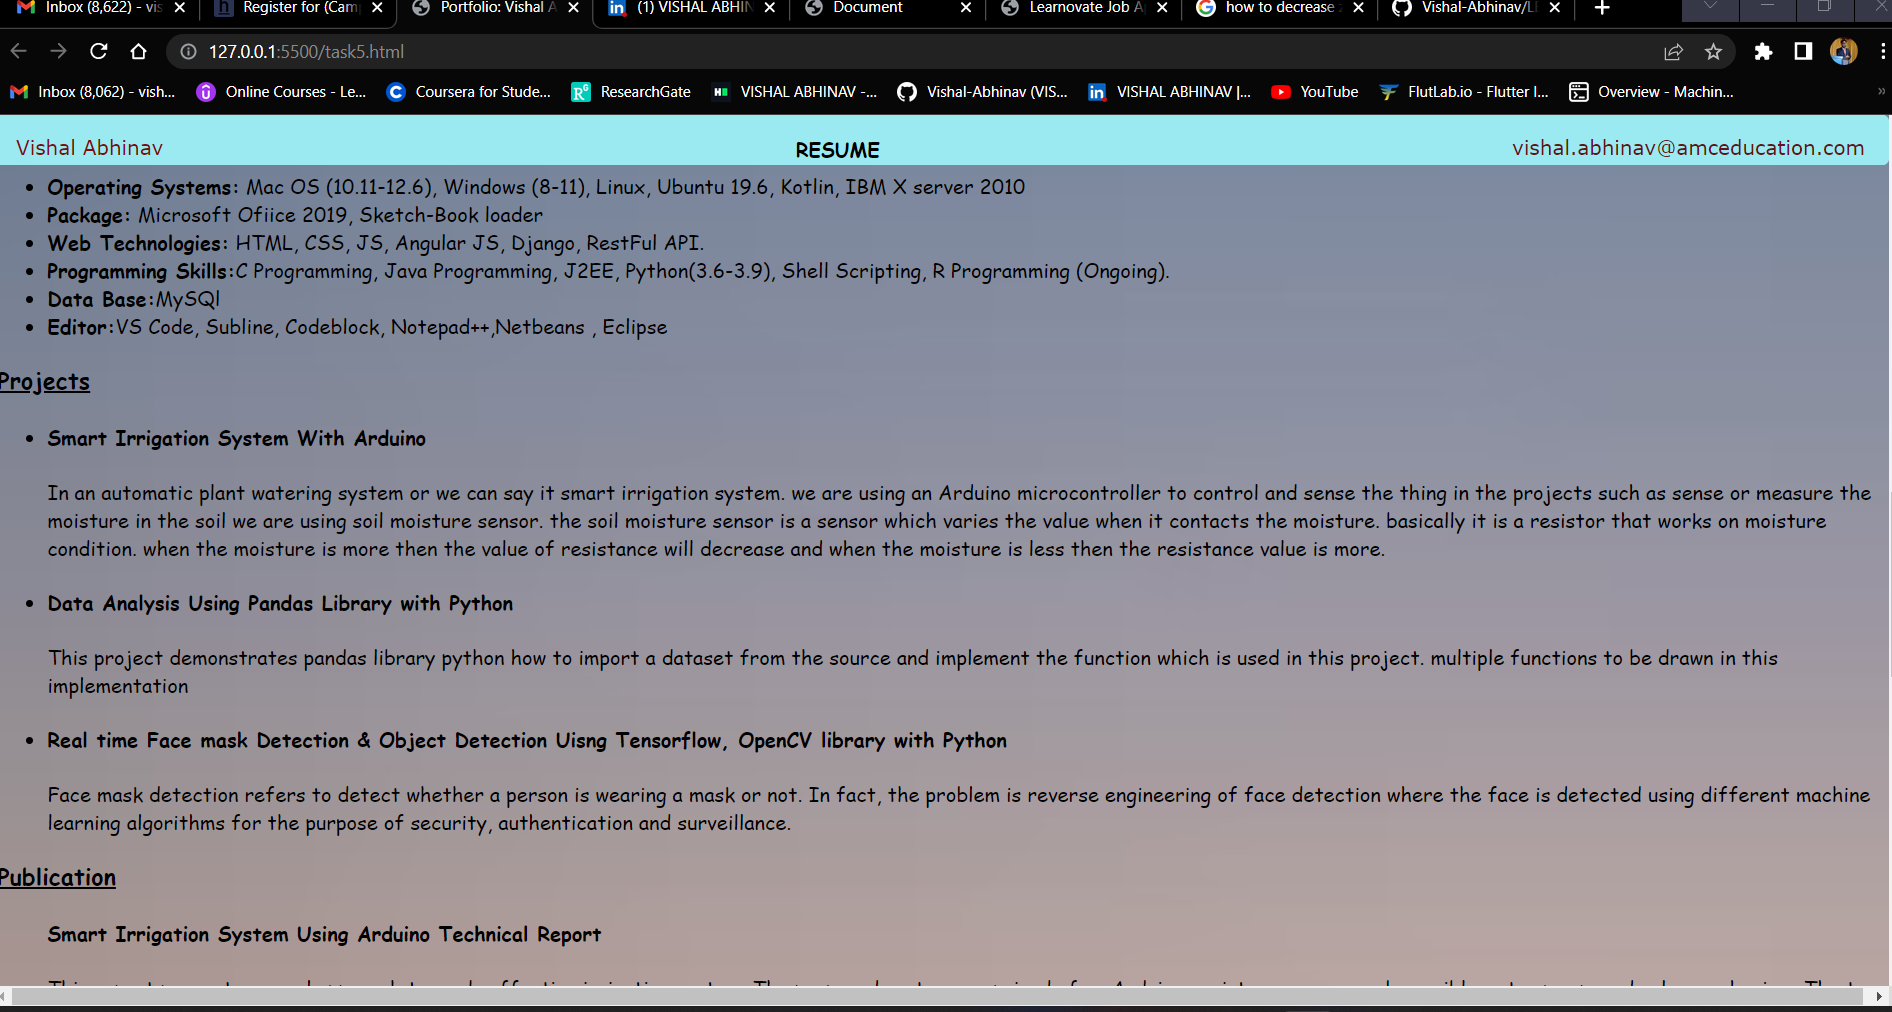 Inbox (8,622) - vis
Register for (Cam
Portfolio: Vishal A
(1) VISHAL ABHIN
Document
Learnovate Job A
how to decrease
Vishal-Abhinav/L
127.0.0.1:5500/task5.html
Inbox (8,062) - vish...
Online Courses - Le...
Coursera for Stude...
ResearchGate
VISHAL ABHINAV -...
Vishal-Abhinav (VIS...
VISHAL ABHINAV |...
YouTube
FlutLab.io - Flutter I...
Overview - Machin...
Vishal Abhinav
RESUME
vishal.abhinav@amceducation.com
Operating Systems: Mac OS (10.11-12.6), Windows (8-11), Linux, Ubuntu 19.6, Kotlin, IBM X server 2010
Package: Microsoft Ofiice 2019, Sketch-Book loader
Web Technologies: HTML, CSS, JS, Angular JS, Django, RestFul API.
Programming Skills:C Programming, Java Programming, J2EE, Python(3.6-3.9), Shell Scripting, R Programming (Ongoing).
Data Base:MySQl
Editor:VS Code, Subline, Codeblock, Notepad++,Netbeans , Eclipse
Projects
Smart Irrigation System With Arduino
In an automatic plant watering system or we can say it smart irrigation system. we are using an Arduino microcontroller to control and sense the thing in the projects such as sense or measure the
moisture in the soil we are using soil moisture sensor. the soil moisture sensor is a sensor which varies the value when it contacts the moisture. basically it is a resistor that works on moisture
condition. when the moisture is more then the value of resistance will decrease and when the moisture is less then the resistance value is more.
Data Analysis Using Pandas Library with Python
This project demonstrates pandas library python how to import a dataset from the source and implement the function which is used in this project. multiple functions to be drawn in this
implementation
Real time Face mask Detection & Object Detection Uisng Tensorflow, OpenCV library with Python
Face mask detection refers to detect whether a person is wearing a mask or not. In fact, the problem is reverse engineering of face detection where the face is detected using different machine
learning algorithms for the purpose of security, authentication and surveillance.
Publication
Smart Irrigation System Using Arduino Technical Report